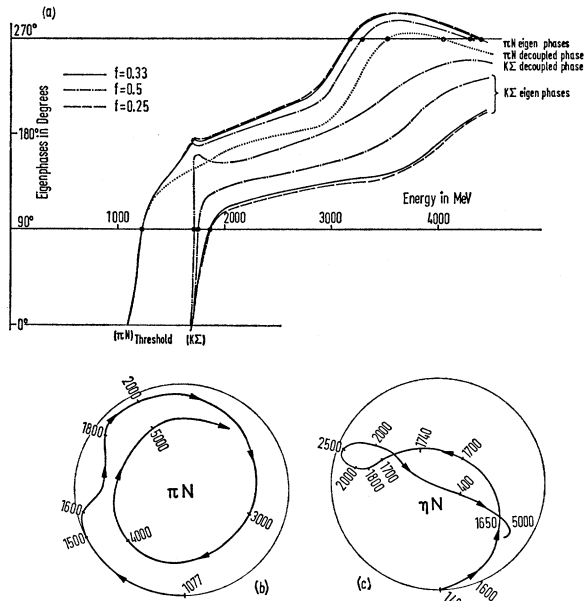 (a)
270°
πN eigen phases
πN decoupled phase
KΣ decoupled phase
KΣ eigen phases
f=0.33
f=0.5
f=0.25
Eigenphases in Degrees
180°
Energy in MeV
1000
2000
3000
4000
90°
0°
(πN) Threshold (KΣ)
2000
1800
5000
πN
1600
1500
4000
3000
1077
(b)
2500
2000
1740
1700
2000
1800
1700
400
ηN
1650
5000
1600
(c)